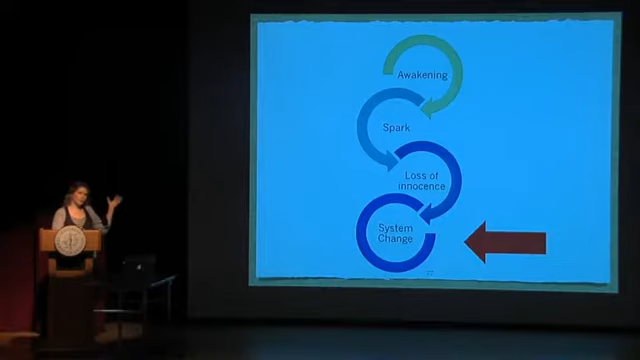 Awakening
Spark
Loss of
innocence
System
Change